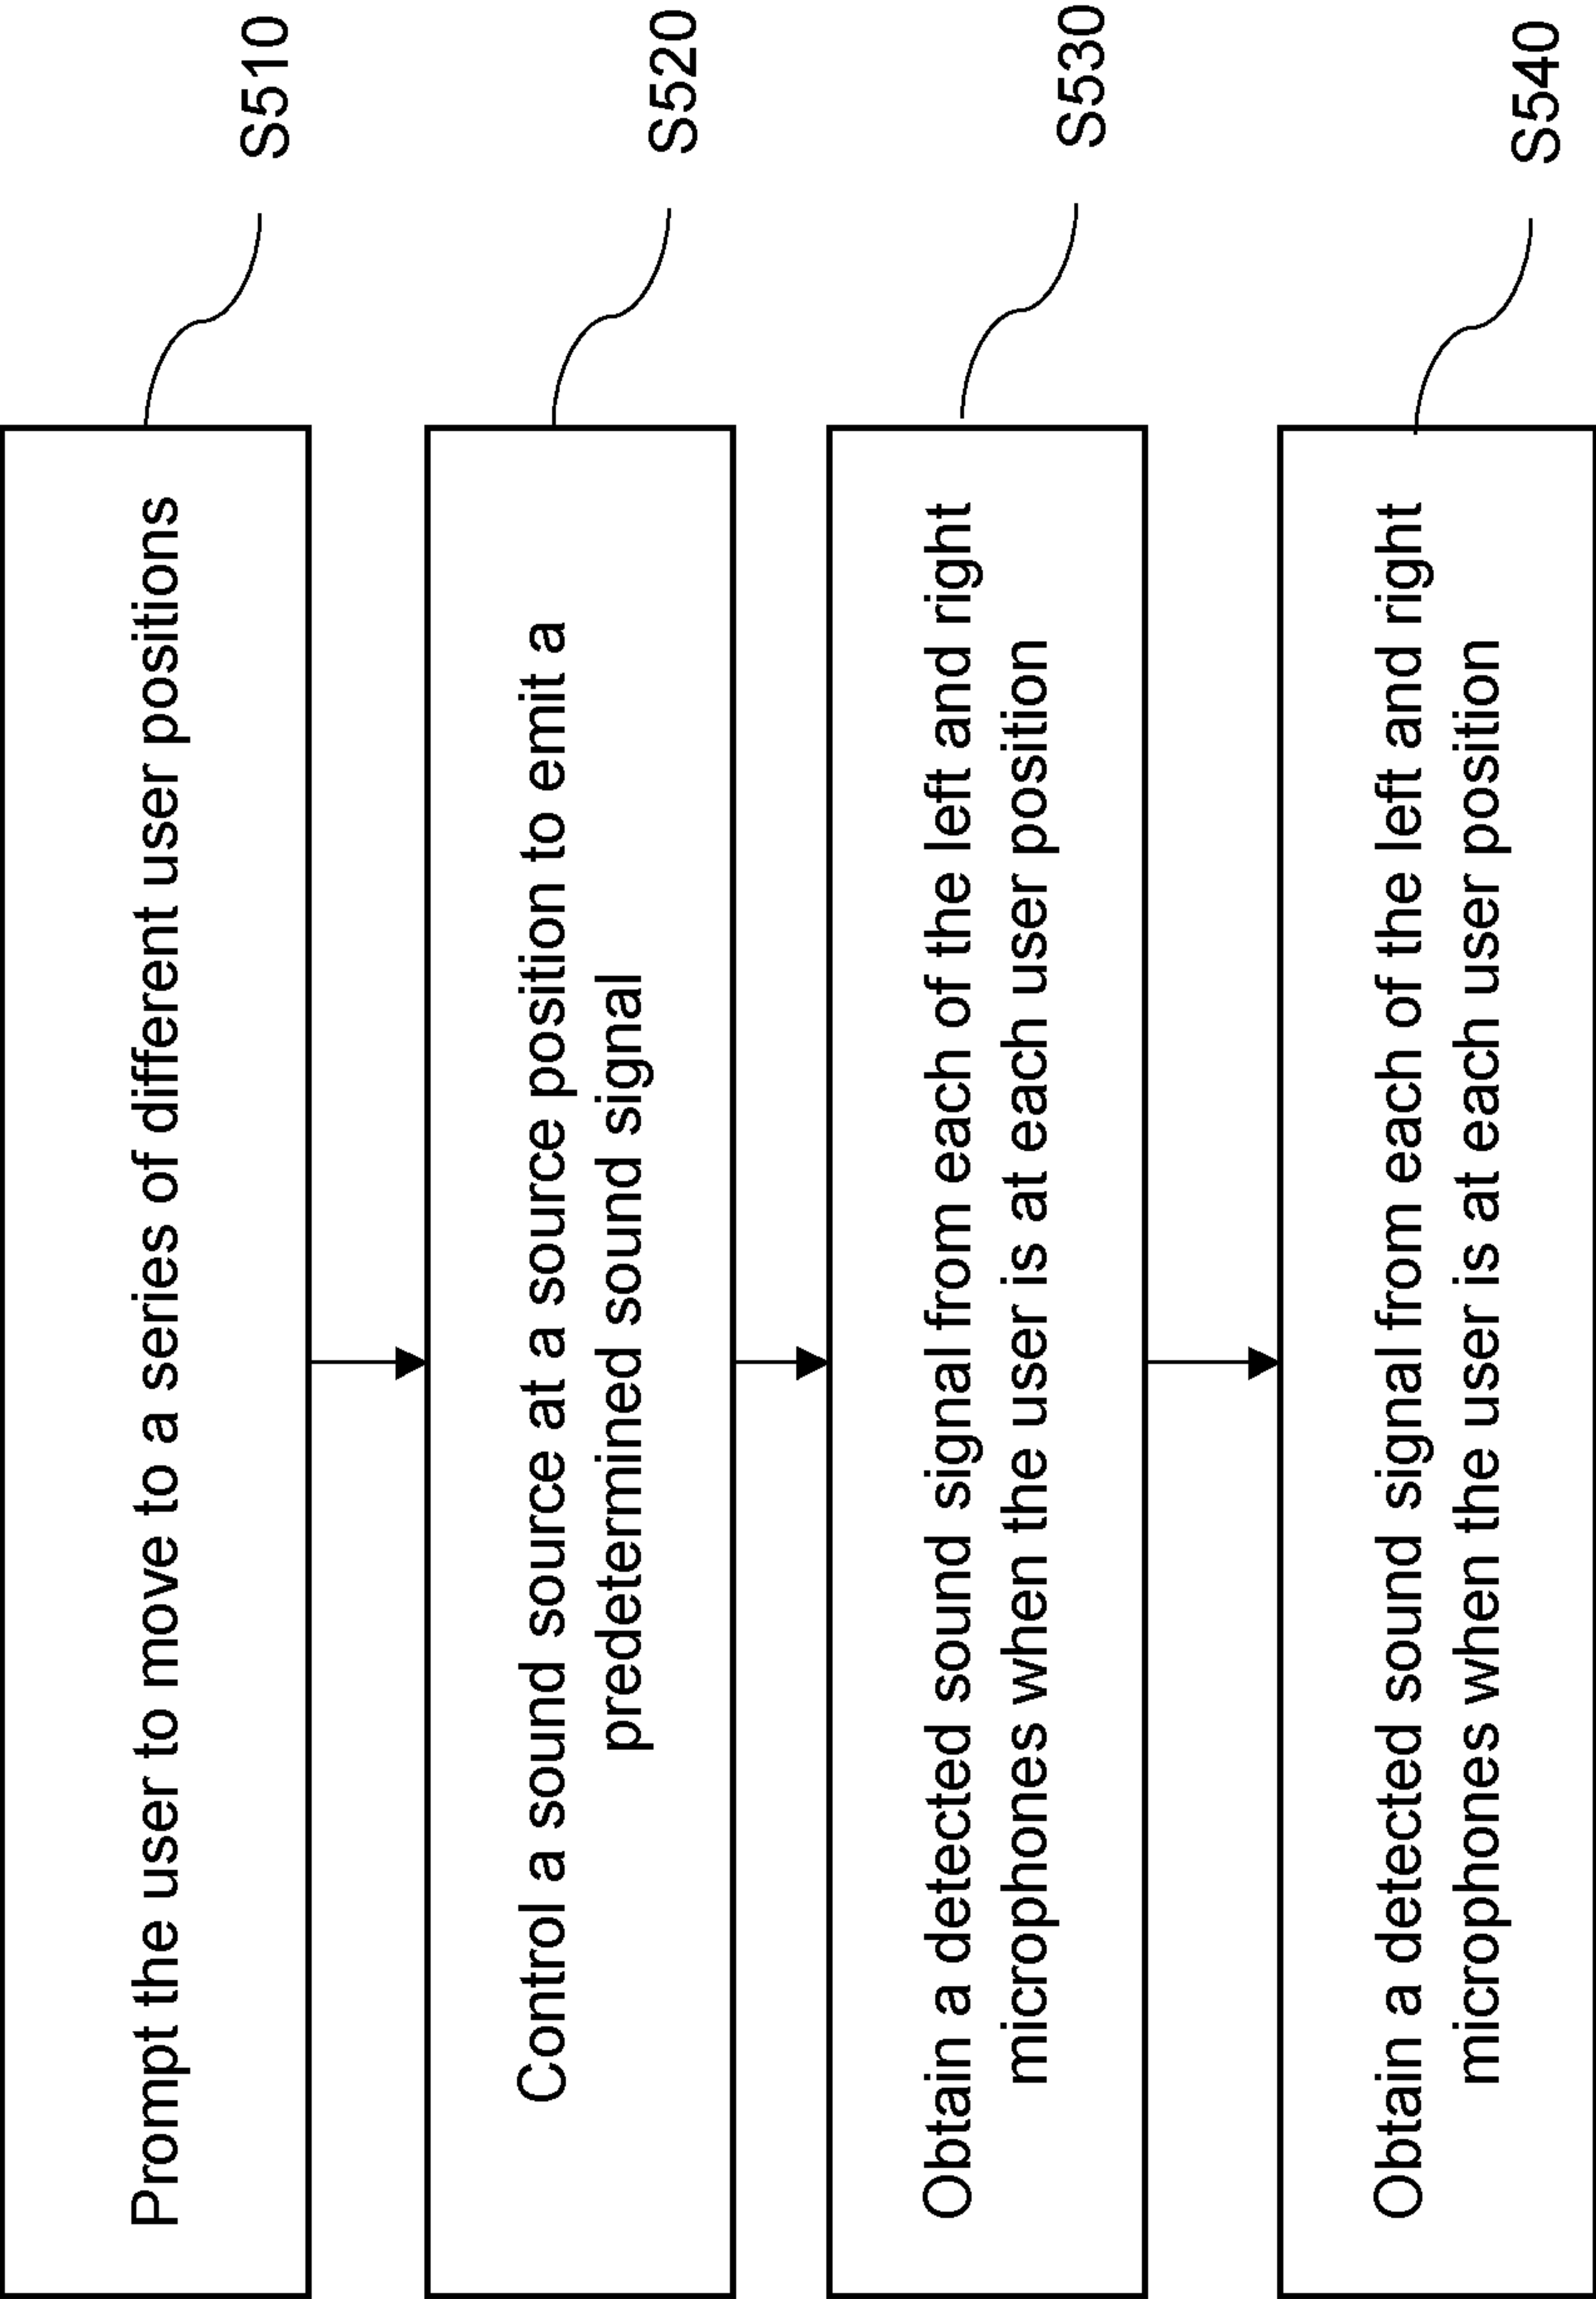 Prompt the user to move to a series of different user positions
S510
Control a sound source at a source position to emit a
predetermined sound signal
S520
Obtain a detected sound signal from each of the left and right
microphones when the user is at each user position
S530
Obtain a detected sound signal from each of the left and right
microphones when the user is at each user position
S540